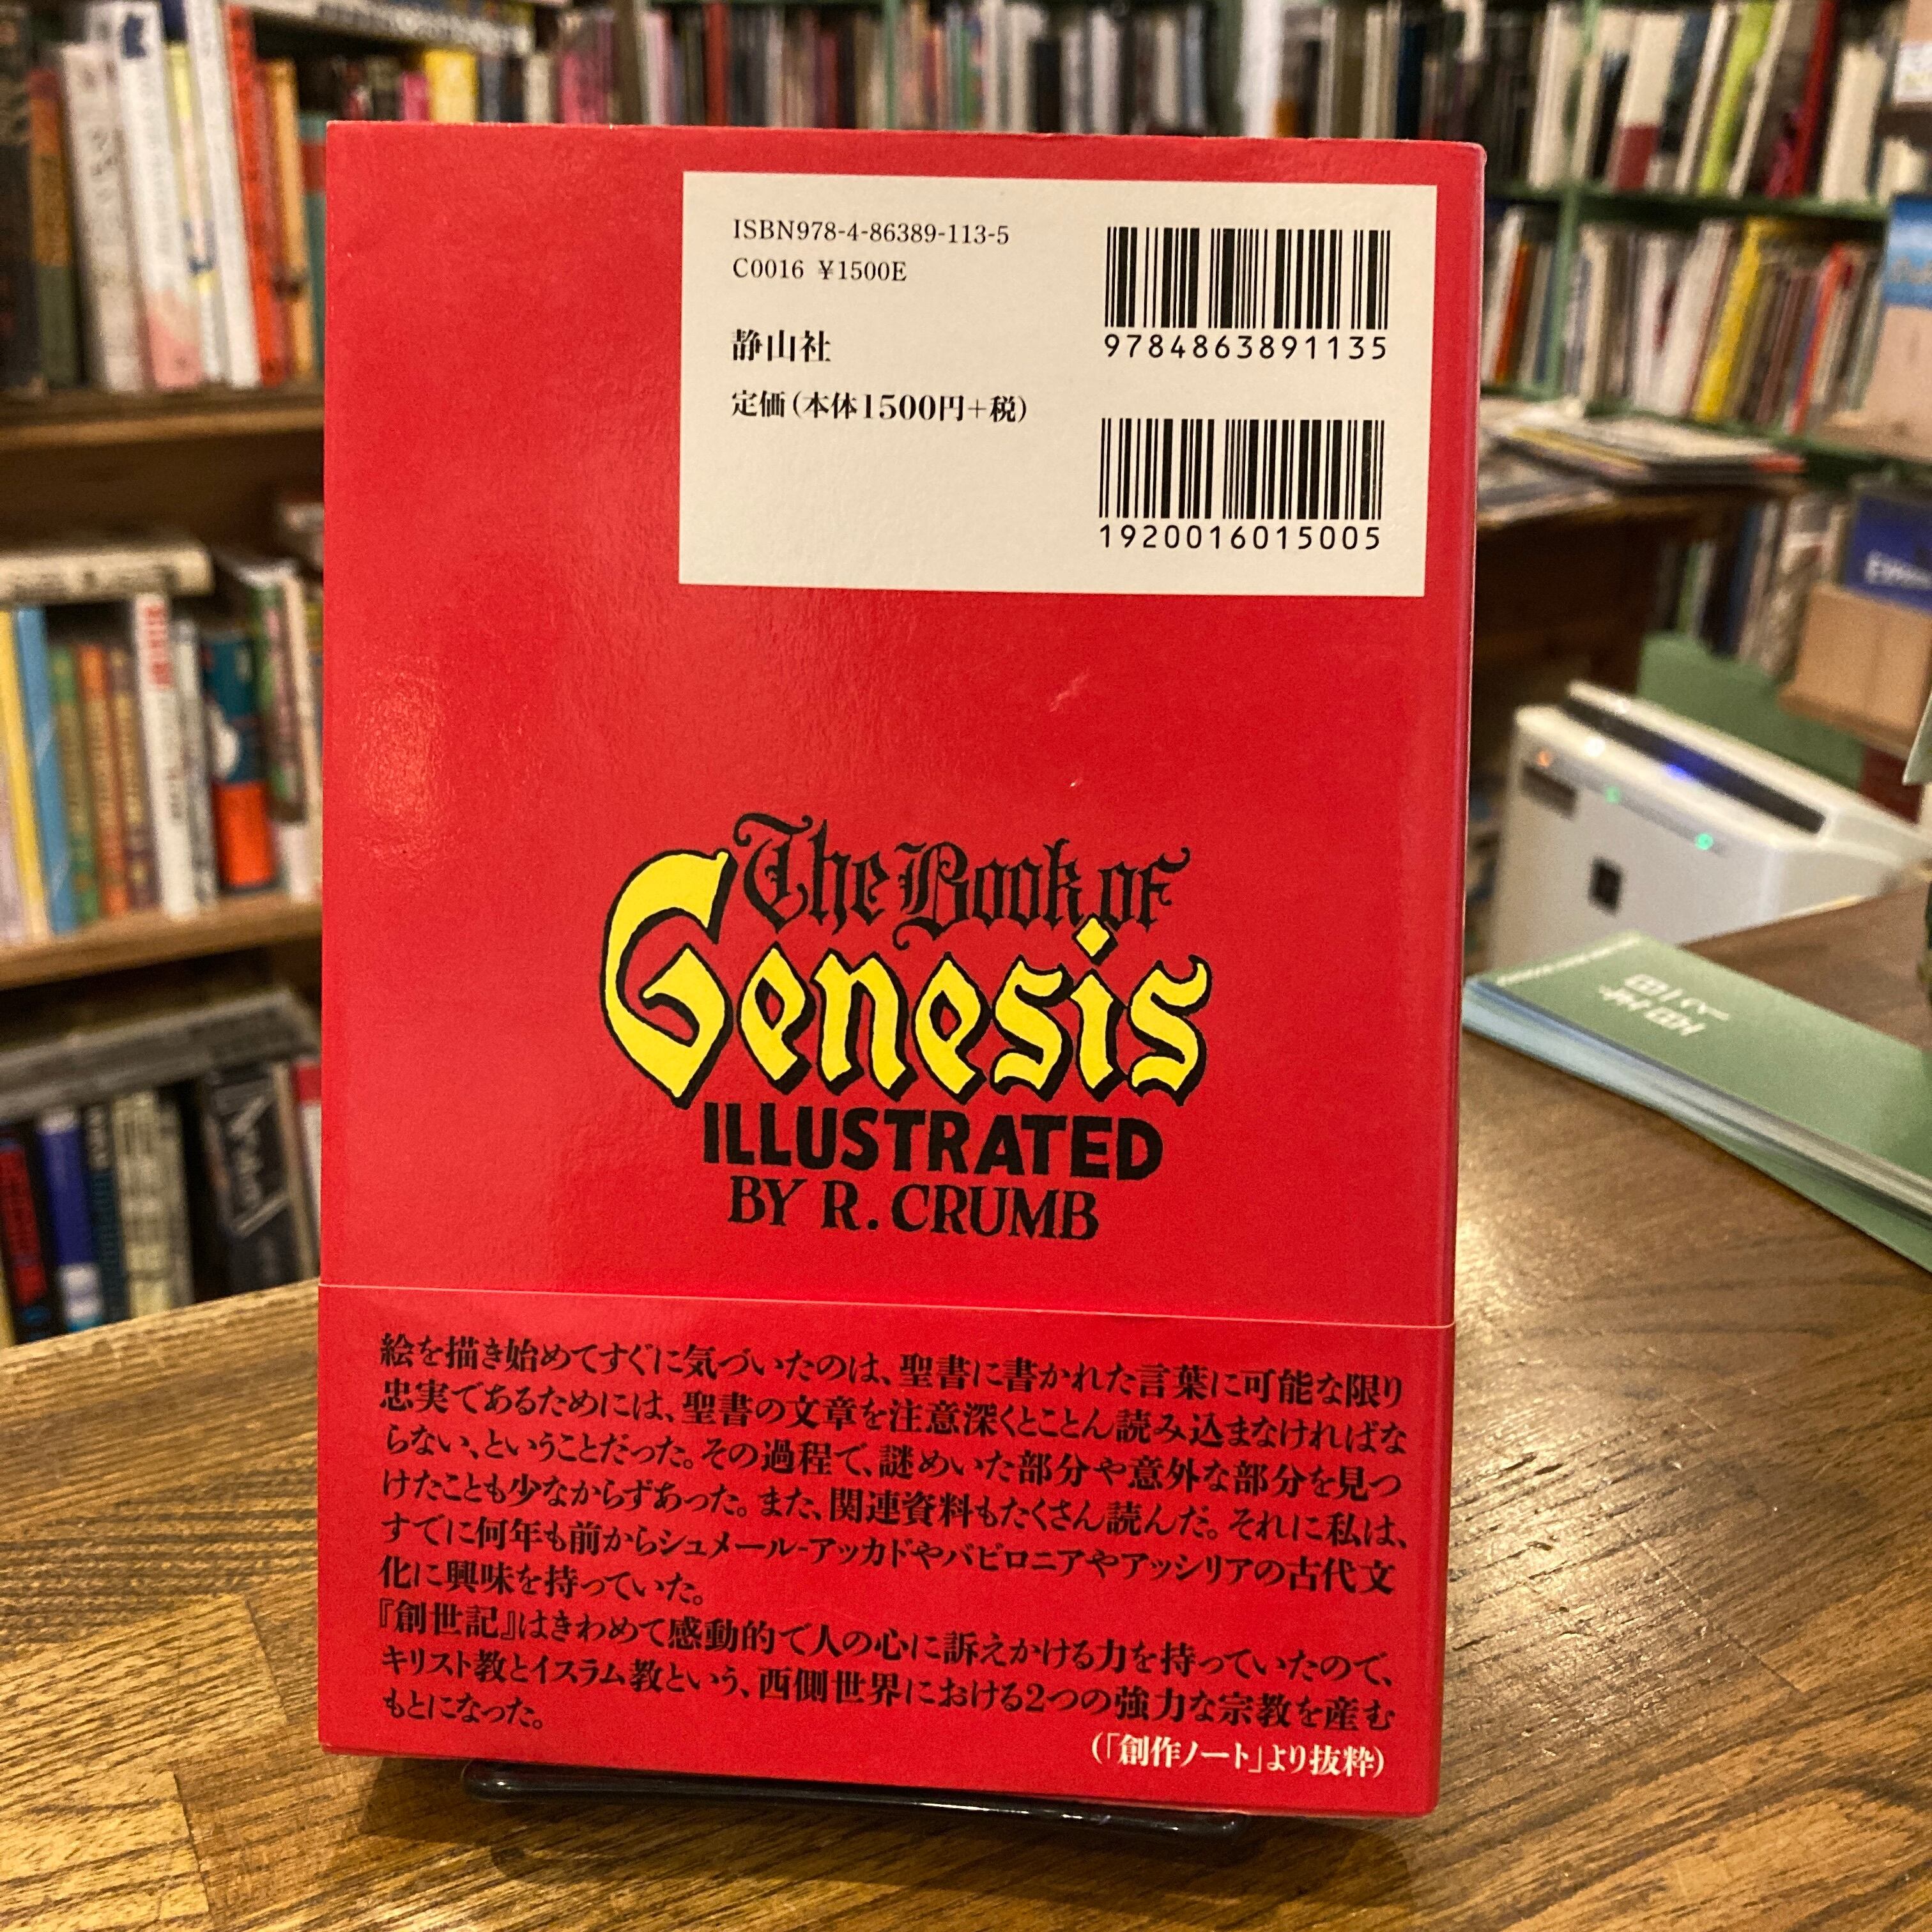 ISBN978-4-86389-113-5
C0016 ¥1500E
9784863891135
静山社
定価(本体1500円+税)
1920016015005
The Book of
Genesis
ILLUSTRATED
BY R. CRUMB
絵を描き始めてすぐに気づいたのは、聖書に書かれた言葉に可能な限り
忠実であるためには、聖書の文章を注意深くとことん読み込まなければな
らない、ということだった。その過程で、謎めいた部分や意外な部分を見つ
けたことも少なからずあった。また、関連資料もたくさん読んだ。それに私は、
すでに何年も前からシュメール-アッカドやバビロニアやアッシリアの古代文
化に興味を持っていた。
『創世記』はきわめて感動的で人の心に訴えかける力を持っていたので、
キリスト教とイスラム教という、西側世界における2つの強力な宗教を産む
もとになった。
(「創作ノート」より抜粋)